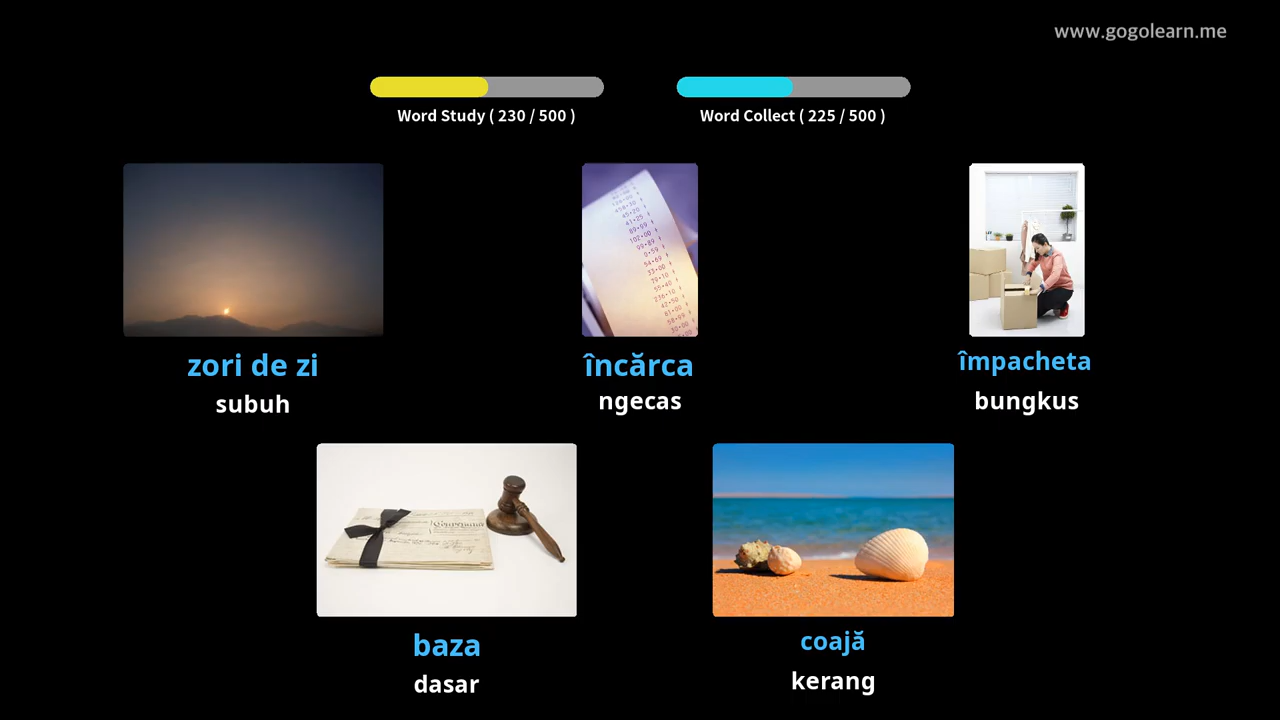 www.gogolearn.me
Word Study ( 230 / 500 )
Word Collect ( 225 / 500 )
zori de zi
subuh
încărca
ngecas
împacheta
bungkus
baza
dasar
coajă
kerang